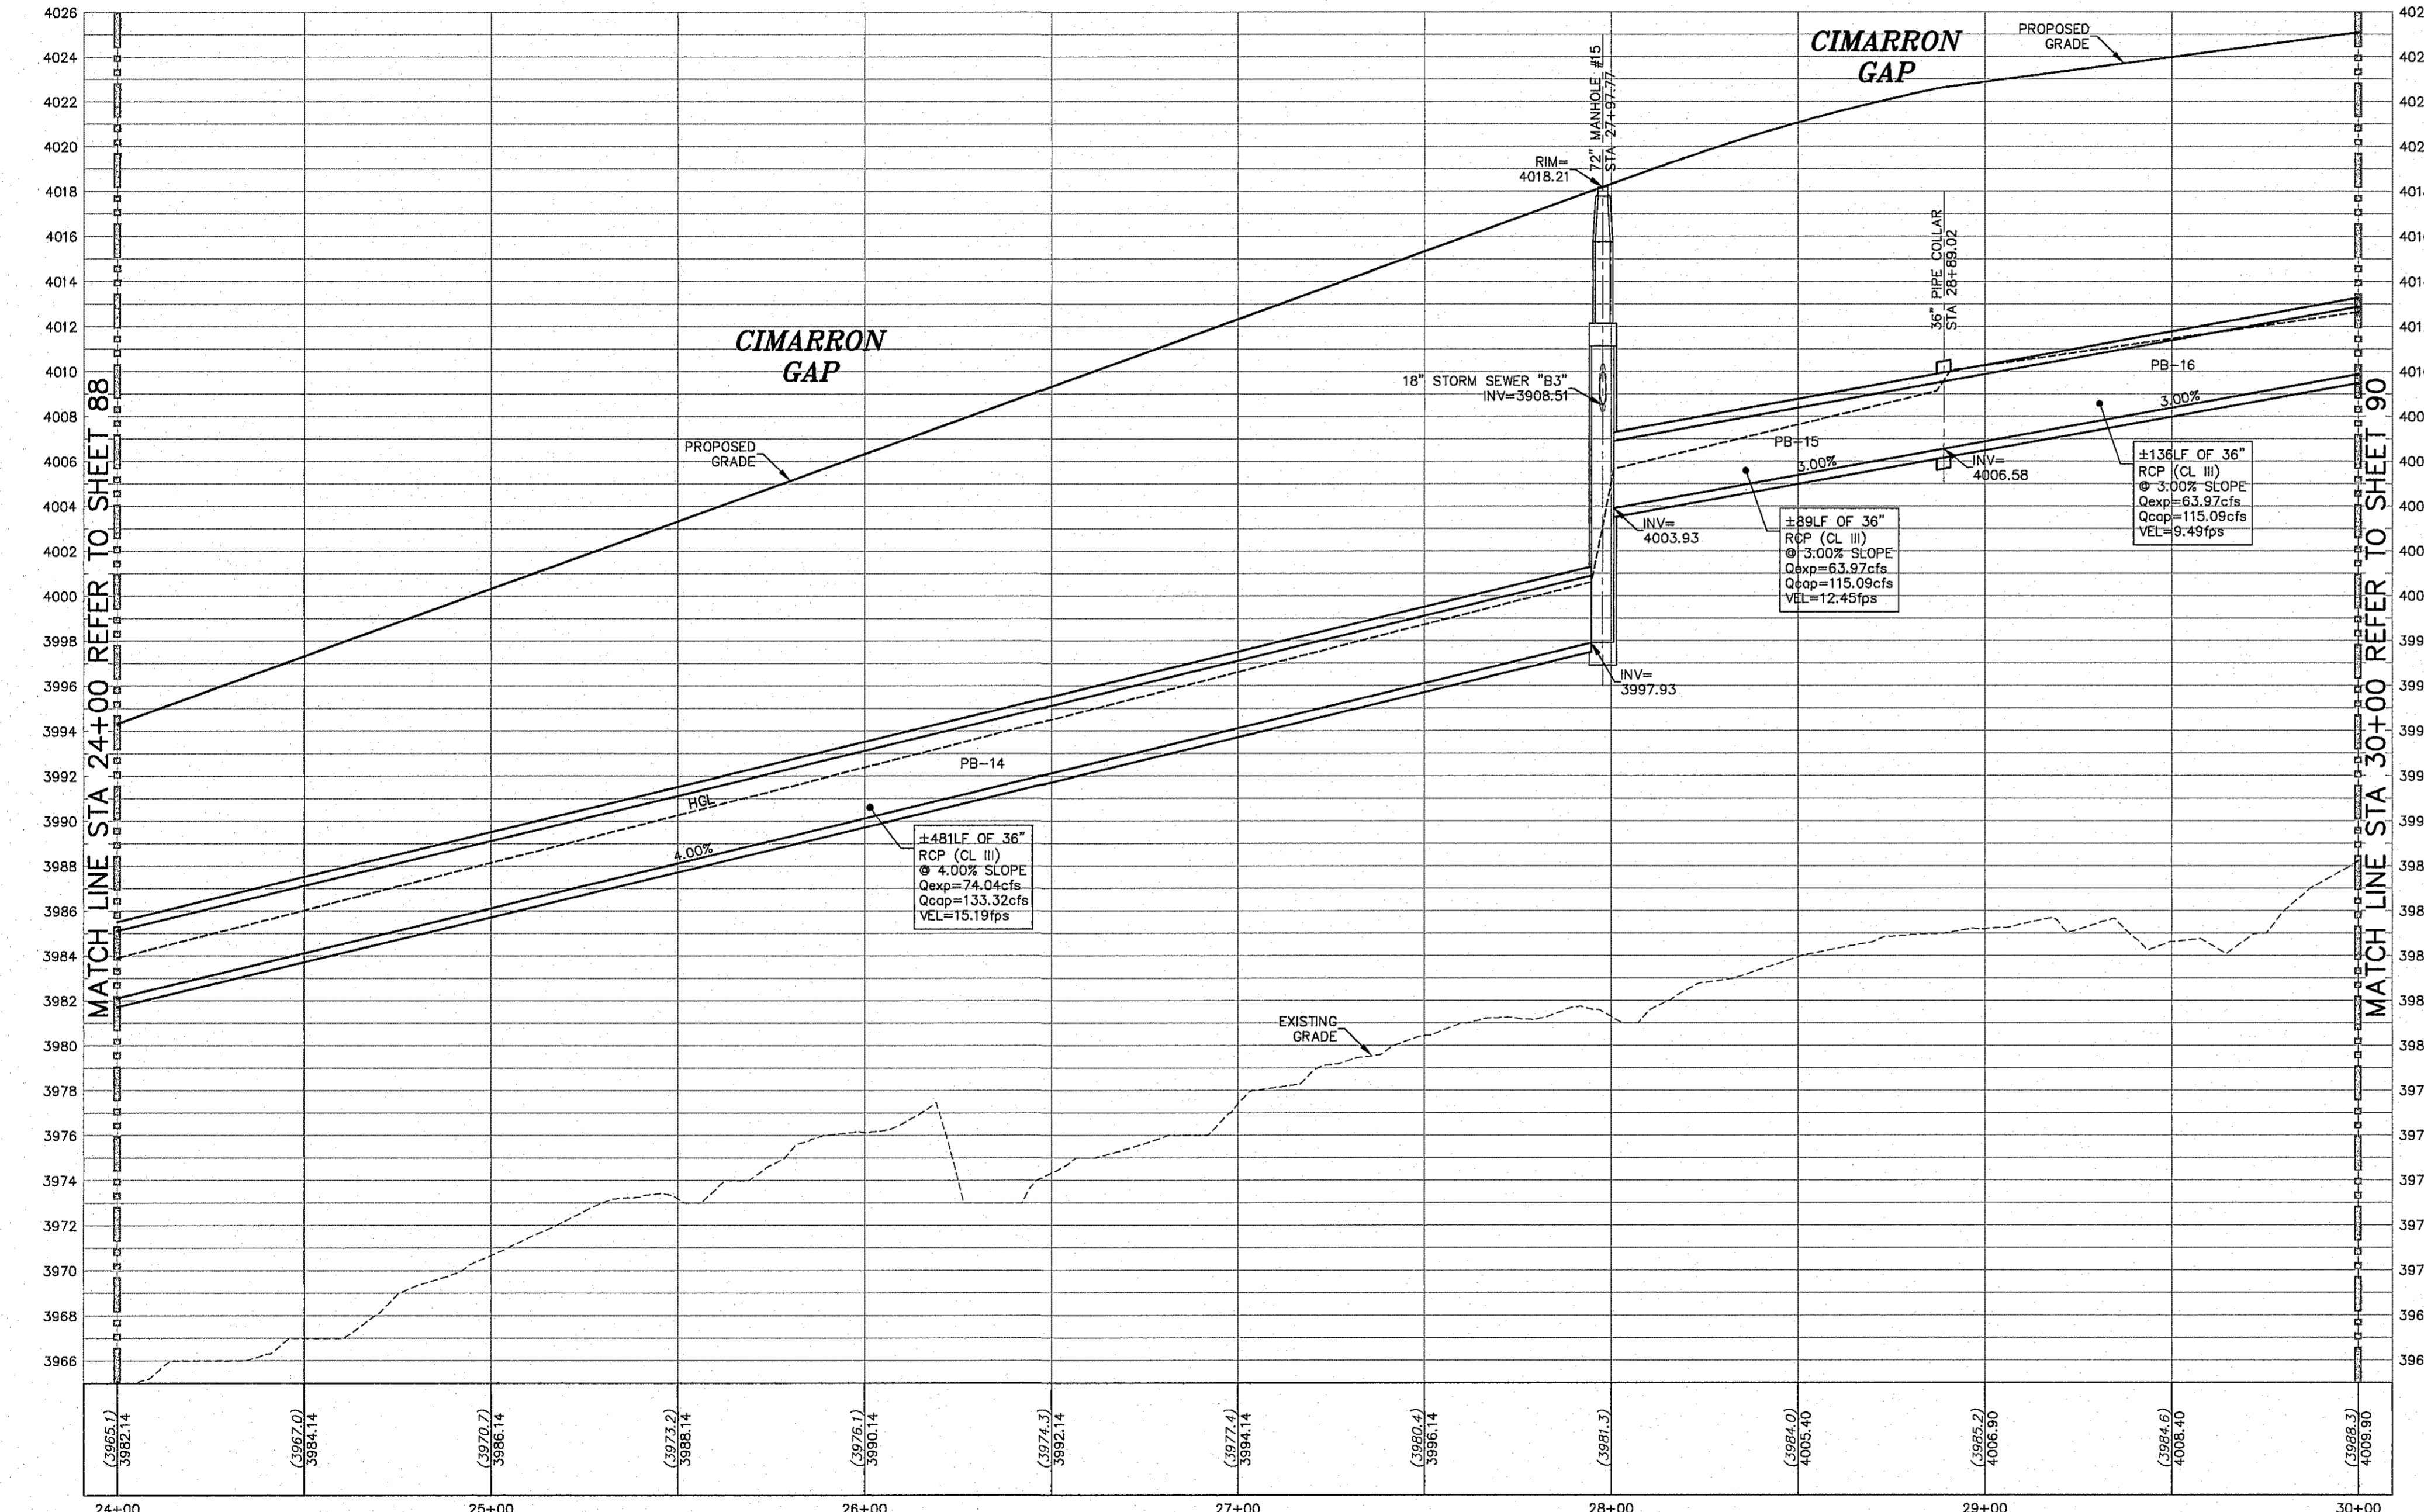 4026
4024
4022
4020
4018
4016
4014
4012
4010
4008
4006
4004
4002
4000
3998
3996
3994
3992
3990
3988
3986
3984
3982
3980
3978
3976
3974
3972
3970
3968
3966
MATCH LINE STA 24+00 REFER TO SHEET 88
CIMARRON
GAP
PROPOSED
GRADE
HGL
4.00%
PB-14
±481LF OF 36"
RCP (CL III)
@ 4.00% SLOPE
Qexp=74.04cfs
Qcap=133.32cfs
VEL=15.19fps
EXISTING
GRADE
72" MANHOLE #15
STA 27+97.77
RIM=
4018.21
18" STORM SEWER "B3"
INV=3908.51
INV=
4003.93
INV=
3997.93
CIMARRON
GAP
PROPOSED
GRADE
36" PIPE COLLAR
STA 28+89.02
PB-15
3.00%
INV=
4006.58
±89LF OF 36"
RCP (CL III)
@ 3.00% SLOPE
Qexp=63.97cfs
Qcap=115.09cfs
VEL=12.45fps
PB-16
3.00%
±136LF OF 36"
RCP (CL III)
@ 3.00% SLOPE
Qexp=63.97cfs
Qcap=115.09cfs
VEL=9.49fps
MATCH LINE STA 30+00 REFER TO SHEET 90
(3965.1)
3982.14
(3967.0)
3984.14
(3970.7)
3986.14
(3973.2)
3988.14
(3976.1)
3990.14
(3974.3)
3992.14
(3977.4)
3994.14
(3980.4)
3996.14
(3981.3)
(3984.0)
4005.40
(3985.2)
4006.90
(3984.6)
4008.40
(3988.3)
4009.90
24+00
25+00
26+00
27+00
28+00
29+00
30+00